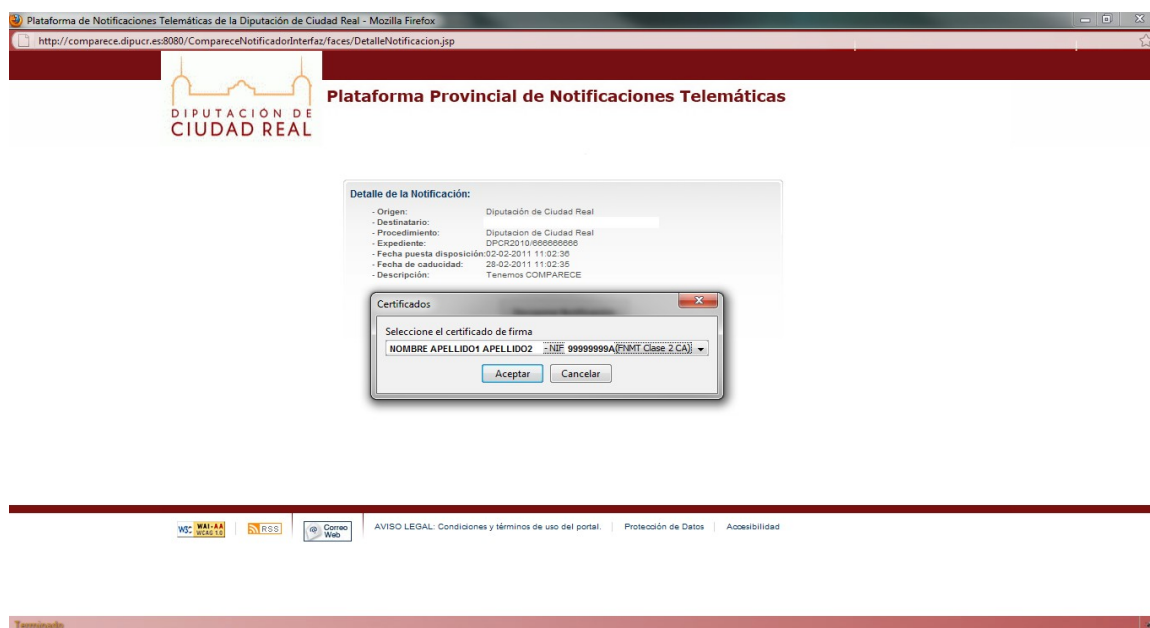 Plataforma de Notificaciones Telemáticas de la Diputación de Ciudad Real - Mozilla Firefox
http://comparece.dipucr.es:8080/CompareceNotificadorInterfaz/faces/DetalleNotificacion.jsp
DIPUTACIÓN DE
CIUDAD REAL
Plataforma Provincial de Notificaciones Telemáticas
Detalle de la Notificación:
- Origen: Diputación de Ciudad Real
- Destinatario:
- Procedimiento: Diputacion de Ciudad Real
- Expediente: DPCR2010/666666666
- Fecha puesta disposición:02-02-2011 11:02:36
- Fecha de caducidad: 28-02-2011 11:02:35
- Descripción: Tenemos COMPARECE
Certificados
Seleccione el certificado de firma
NOMBRE APELLIDO1 APELLIDO2 - NIF 99999999A(FNMT Clase 2 CA)
Aceptar Cancelar
W3C WAI-AA WCAG 1.0
RSS
@ Correo Web
AVISO LEGAL: Condiciones y términos de uso del portal. | Protección de Datos | Accesibilidad
Terminado